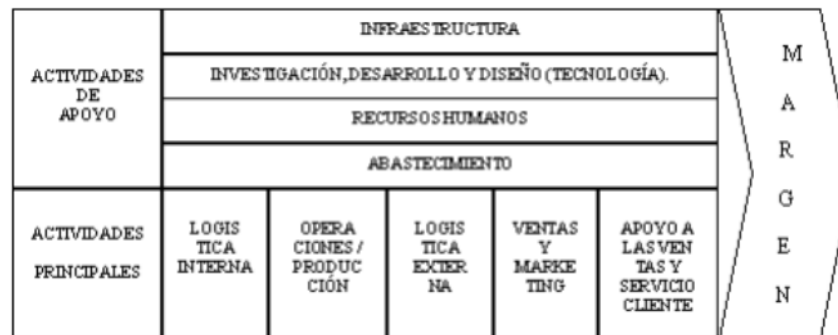 INFRAESTRUCTURA
ACTIVIDADES
DE
APOYO
INVESTIGACIÓN,DESARROLLO Y DISEÑO (TECNOLOGÍA).
RECURSOS HUMANOS
ABASTECIMIENTO
ACTIVIDADES
PRINCIPALES
LOGIS
TICA
INTERNA
OPERA
CIONES /
PRODUC
CIÓN
LOGIS
TICA
EXTER
NA
VENTAS
Y
MARKE
TING
APOYO A
LAS VEN
TAS Y
SERVICIO
CLIENTE
M
A
R
G
E
N